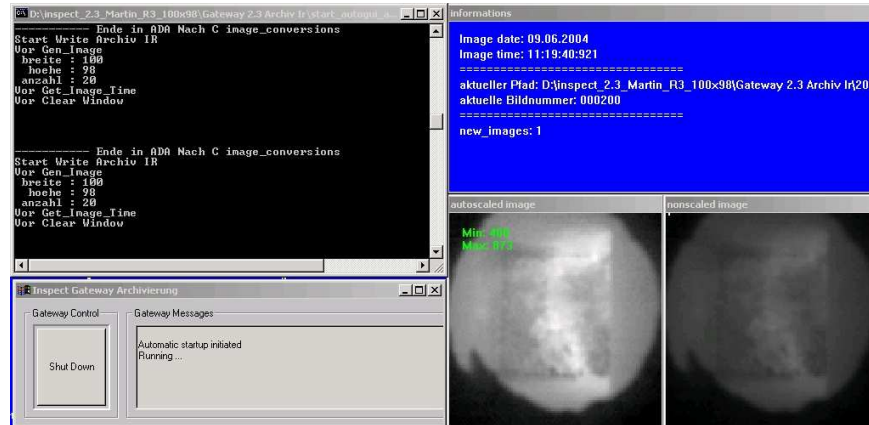 D:\inspect_2.3_Martin_R3_100x98\Gateway 2.3 Archiv Ir\start_autogui_a...
----------- Ende in ADA Nach C image_conversions
Start Write Archiv IR
Vor Gen_Image
breite : 100
hoehe : 98
anzahl : 20
Vor Get_Image_Time
Vor Clear Window
----------- Ende in ADA Nach C image_conversions
Start Write Archiv IR
Vor Gen_Image
breite : 100
hoehe : 98
anzahl : 20
Vor Get_Image_Time
Vor Clear Window
informations
Image date: 09.06.2004
Image time: 11:19:40:921
================================
aktueller Pfad: D:\inspect_2.3_Martin_R3_100x98\Gateway 2.3 Archiv Ir\20
aktuelle Bildnummer: 000200
================================
new_images: 1
autoscaled image
Min:
Max: 873
nonscaled image
Inspect Gateway Archivierung
Gateway Control
Shut Down
Gateway Messages
Automatic startup initiated
Running ...